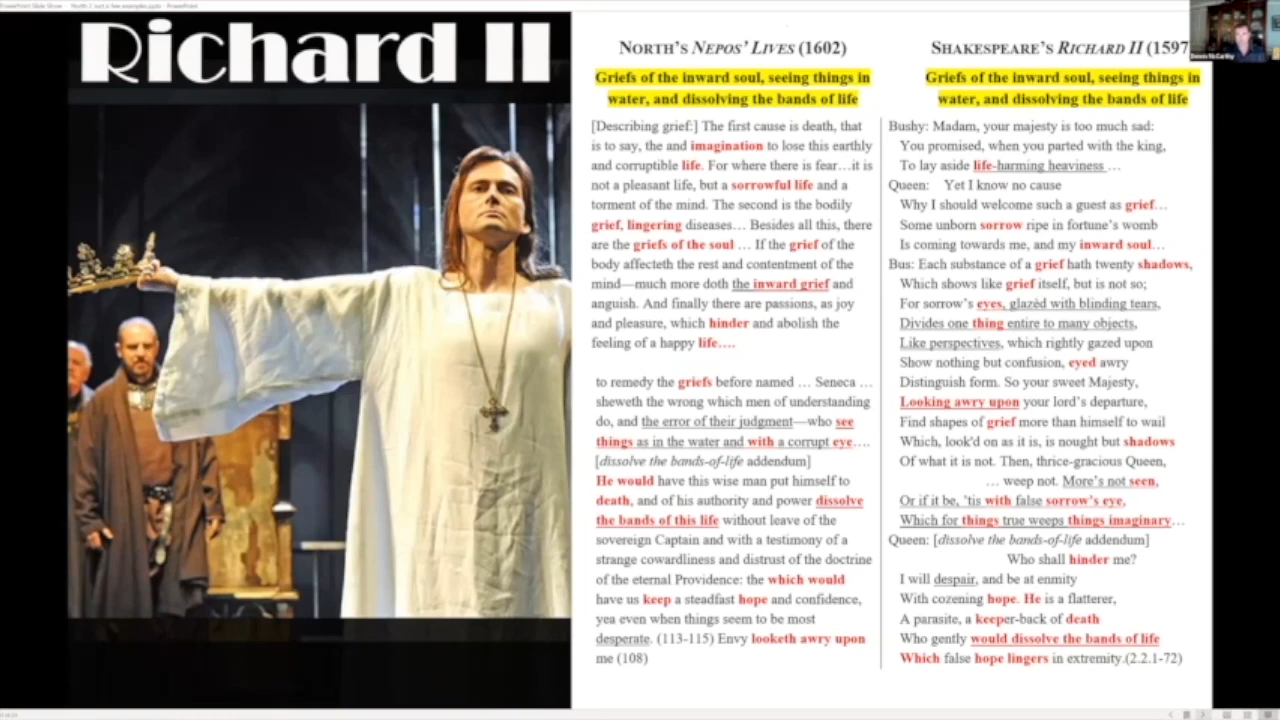 PowerPoint Slide Show - North 2 Just a few examples.pptx - PowerPoint
Richard II
Dennis McCarthy
NORTH'S NEPOS' LIVES (1602)
Griefs of the inward soul, seeing things in
water, and dissolving the bands of life
[Describing grief:] The first cause is death, that
is to say, the and imagination to lose this earthly
and corruptible life. For where there is fear…it is
not a pleasant life, but a sorrowful life and a
torment of the mind. The second is the bodily
grief, lingering diseases… Besides all this, there
are the griefs of the soul … If the grief of the
body affecteth the rest and contentment of the
mind—much more doth the inward grief and
anguish. And finally there are passions, as joy
and pleasure, which hinder and abolish the
feeling of a happy life….
to remedy the griefs before named … Seneca …
sheweth the wrong which men of understanding
do, and the error of their judgment—who see
things as in the water and with a corrupt eye….
[dissolve the bands-of-life addendum]
He would have this wise man put himself to
death, and of his authority and power dissolve
the bands of this life without leave of the
sovereign Captain and with a testimony of a
strange cowardliness and distrust of the doctrine
of the eternal Providence: the which would
have us keep a steadfast hope and confidence,
yea even when things seem to be most
desperate. (113-115) Envy looketh awry upon
me (108)
SHAKESPEARE'S RICHARD II (1597
Griefs of the inward soul, seeing things in
water, and dissolving the bands of life
Bushy: Madam, your majesty is too much sad:
You promised, when you parted with the king,
To lay aside life-harming heaviness …
Queen: Yet I know no cause
Why I should welcome such a guest as grief…
Some unborn sorrow ripe in fortune's womb
Is coming towards me, and my inward soul…
Bus: Each substance of a grief hath twenty shadows,
Which shows like grief itself, but is not so;
For sorrow's eyes, glazèd with blinding tears,
Divides one thing entire to many objects,
Like perspectives, which rightly gazed upon
Show nothing but confusion, eyed awry
Distinguish form. So your sweet Majesty,
Looking awry upon your lord's departure,
Find shapes of grief more than himself to wail
Which, look'd on as it is, is nought but shadows
Of what it is not. Then, thrice-gracious Queen,
… weep not. More's not seen,
Or if it be, 'tis with false sorrow's eye,
Which for things true weeps things imaginary…
Queen: [dissolve the bands-of-life addendum]
Who shall hinder me?
I will despair, and be at enmity
With cozening hope. He is a flatterer,
A parasite, a keeper-back of death
Who gently would dissolve the bands of life
Which false hope lingers in extremity.(2.2.1-72)